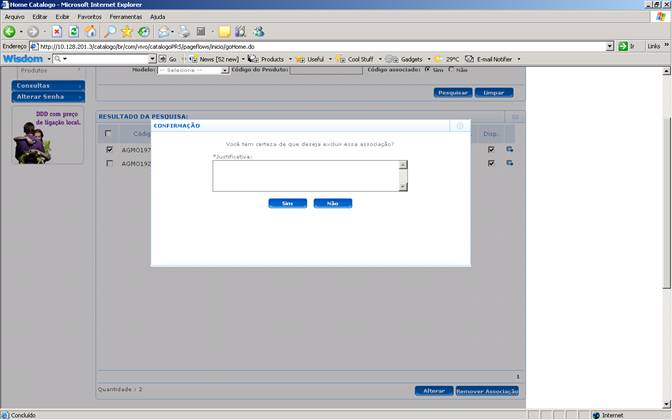 Home Catalogo - Microsoft Internet Explorer
Arquivo Editar Exibir Favoritos Ferramentas Ajuda
Endereço http://10.128.201.3/catalogo/br/com/vivo/catalogoPRS/pageflows/inicio/goHome.do Ir Links »
Wisdom Go News [52 new] Products Useful Cool Stuff Gadgets 29°C E-mail Notifier
Produtos Modelo: -- Selecione -- Código do Produto: Código associado: Sim Não
Consultas
Pesquisar Limpar
Alterar Senha
DDD com preço
de ligação local.
RESULTADO DA PESQUISA:
CONFIRMAÇÃO
Disp.
Você tem certeza de que deseja excluir essa associação?
AGMO197
*Justificativa:
AGMO192
Sim Não
1
Quantidade : 2 Alterar Remover Associação
Concluído Internet